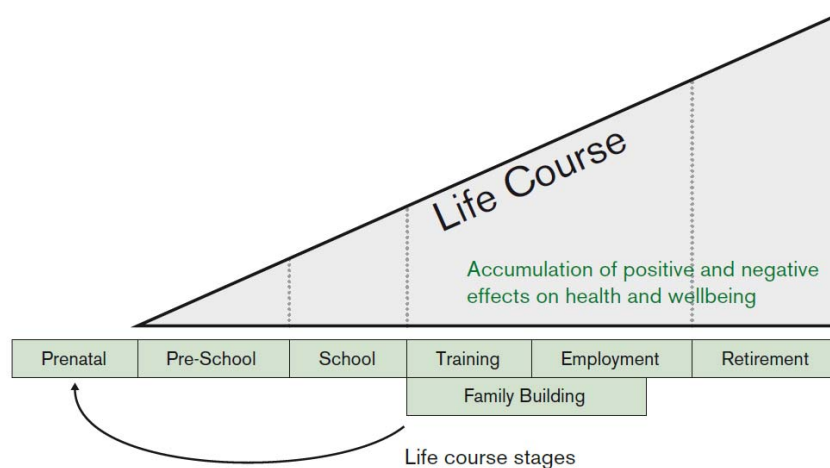 Life Course
Accumulation of positive and negative
effects on health and wellbeing
Prenatal Pre-School School Training Employment Retirement
Family Building
Life course stages